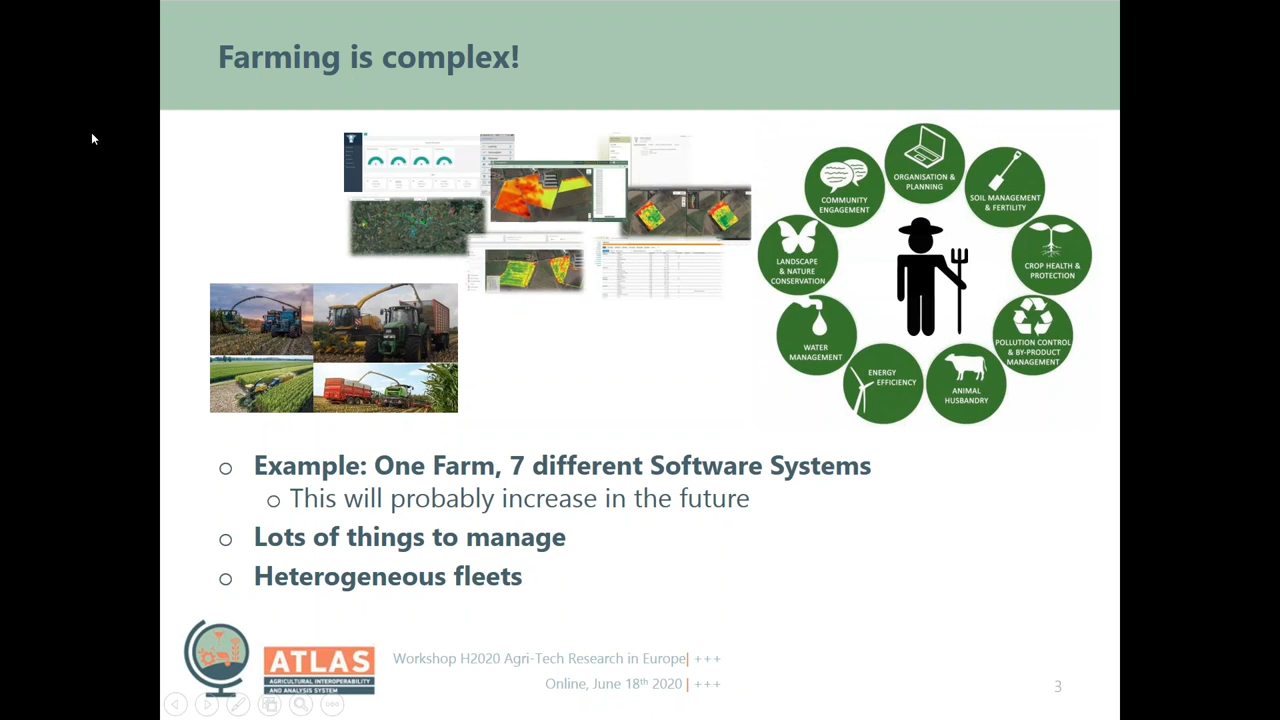 Farming is complex!
ORGANISATION &
PLANNING
COMMUNITY
ENGAGEMENT
SOIL MANAGEMENT
& FERTILITY
LANDSCAPE
& NATURE
CONSERVATION
CROP HEALTH &
PROTECTION
WATER
MANAGEMENT
POLLUTION CONTROL
& BY-PRODUCT
MANAGEMENT
ENERGY
EFFICIENCY
ANIMAL
HUSBANDRY
o Example: One Farm, 7 different Software Systems
o This will probably increase in the future
o Lots of things to manage
o Heterogeneous fleets
ATLAS
AGRICULTURAL INTEROPERABILITY
AND ANALYSIS SYSTEM
Workshop H2020 Agri-Tech Research in Europe| +++
Online, June 18th 2020 | +++
3